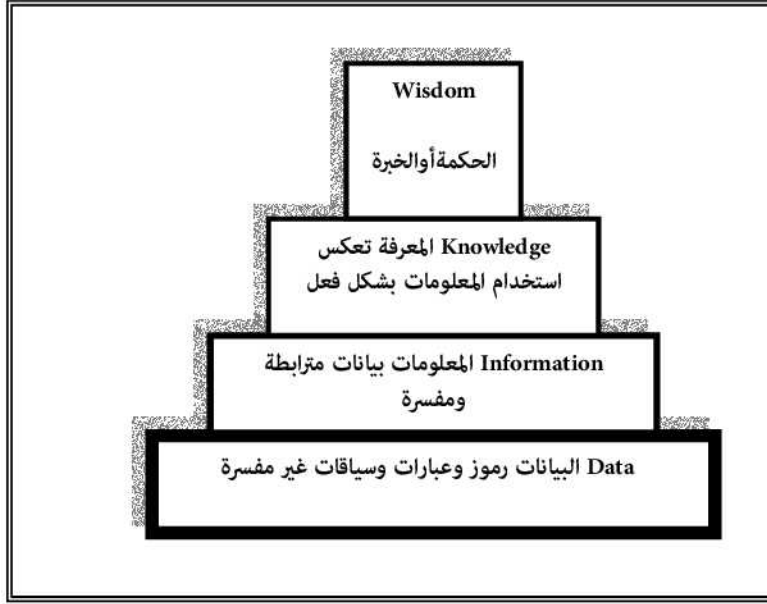 Wisdom
الحكمةأوالخبرة
Knowledge المعرفة تعكس
استخدام المعلومات بشكل فعل
Information المعلومات بيانات مترابطة
ومفسرة
Data البيانات رموز وعبارات وسياقات غير مفسرة